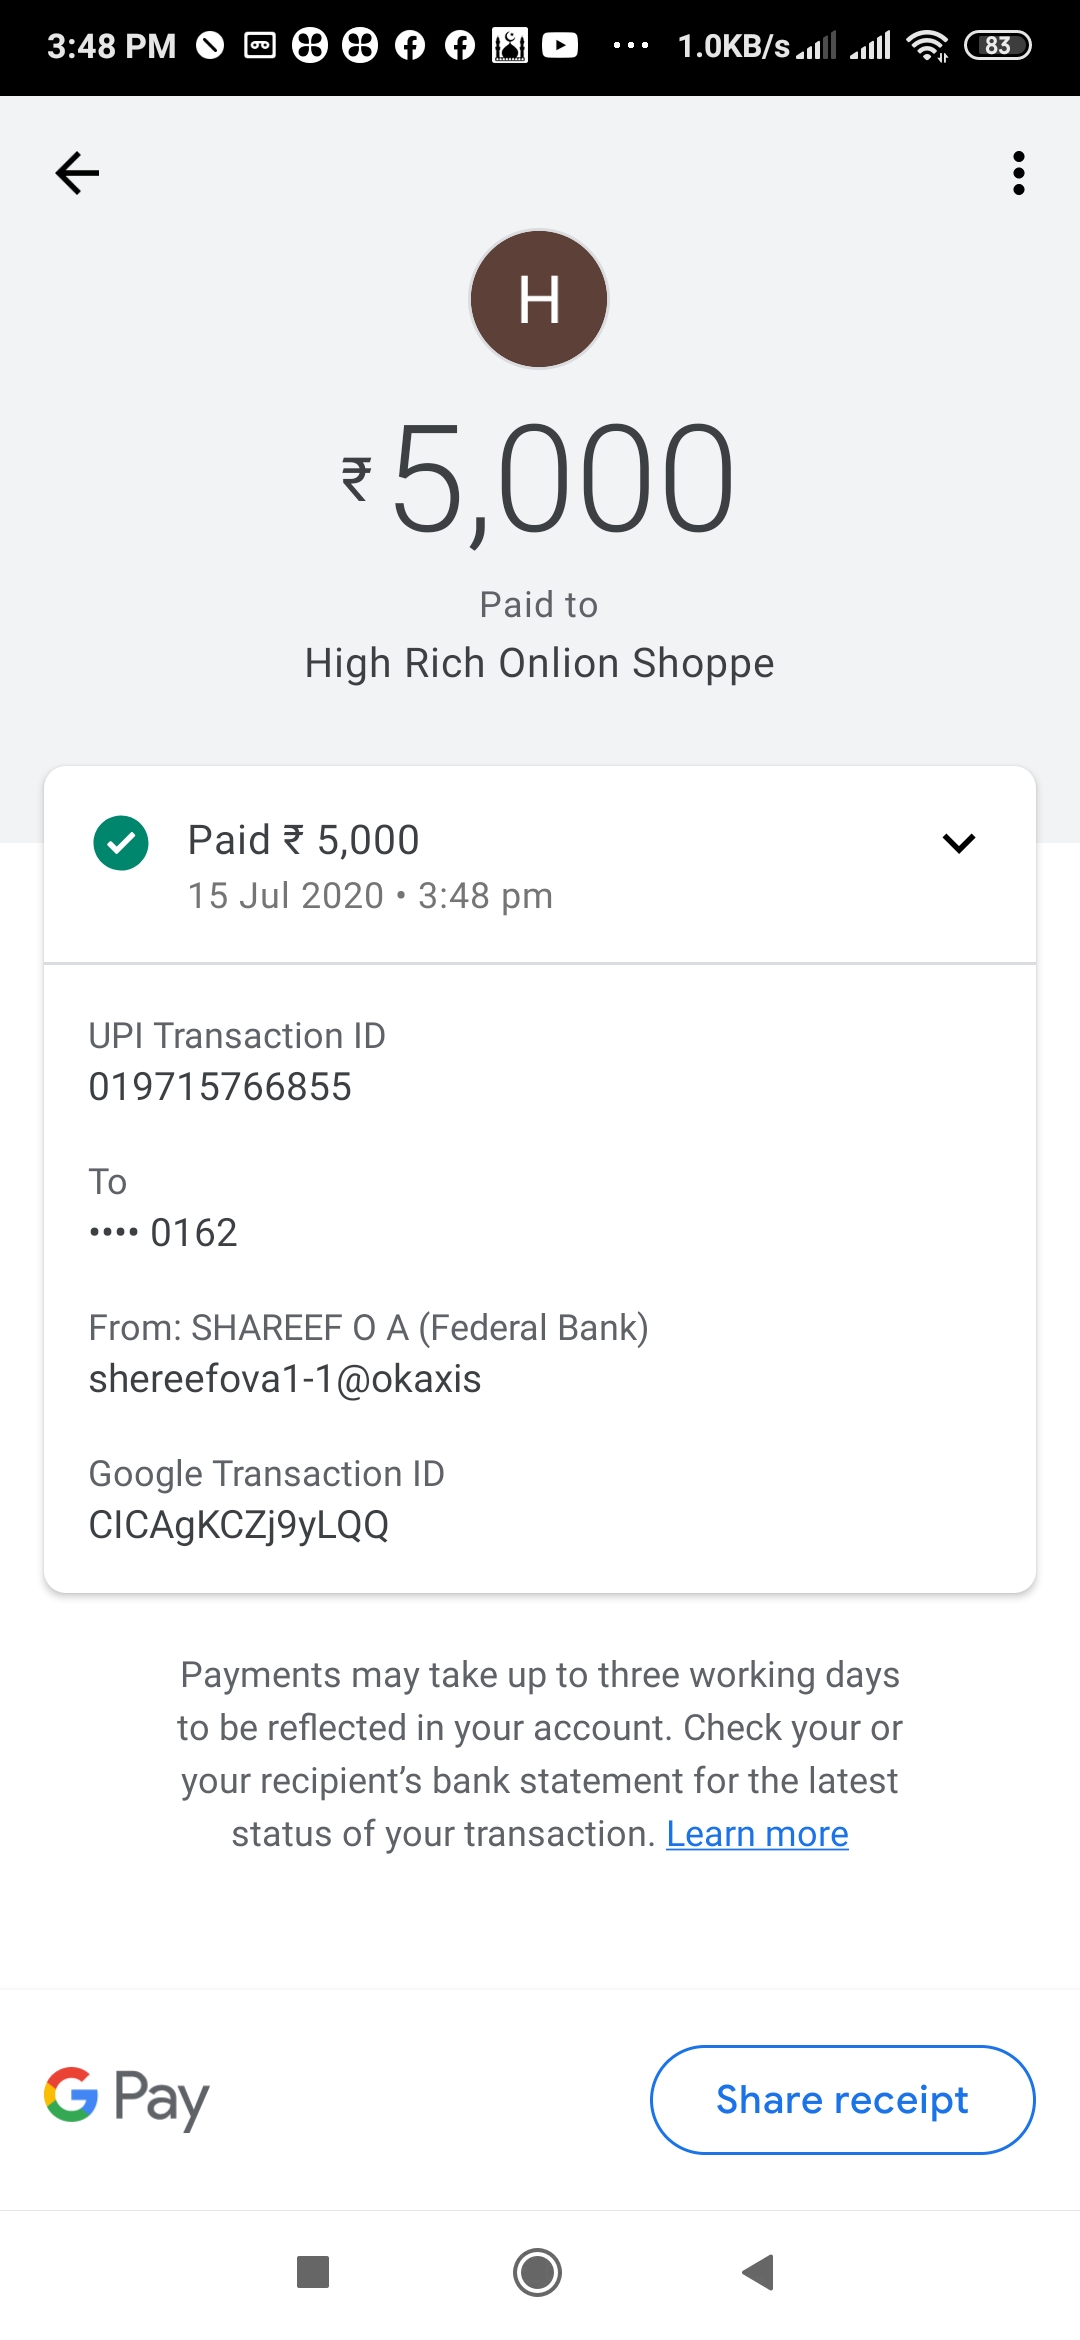 3:48 PM 1.0KB/s 83
H
₹5,000
Paid to
High Rich Onlion Shoppe
Paid ₹ 5,000
15 Jul 2020 • 3:48 pm
UPI Transaction ID
019715766855
To
•••• 0162
From: SHAREEF O A (Federal Bank)
shereefova1-1@okaxis
Google Transaction ID
CICAgKCZj9yLQQ
Payments may take up to three working days
to be reflected in your account. Check your or
your recipient’s bank statement for the latest
status of your transaction. Learn more
G Pay
Share receipt